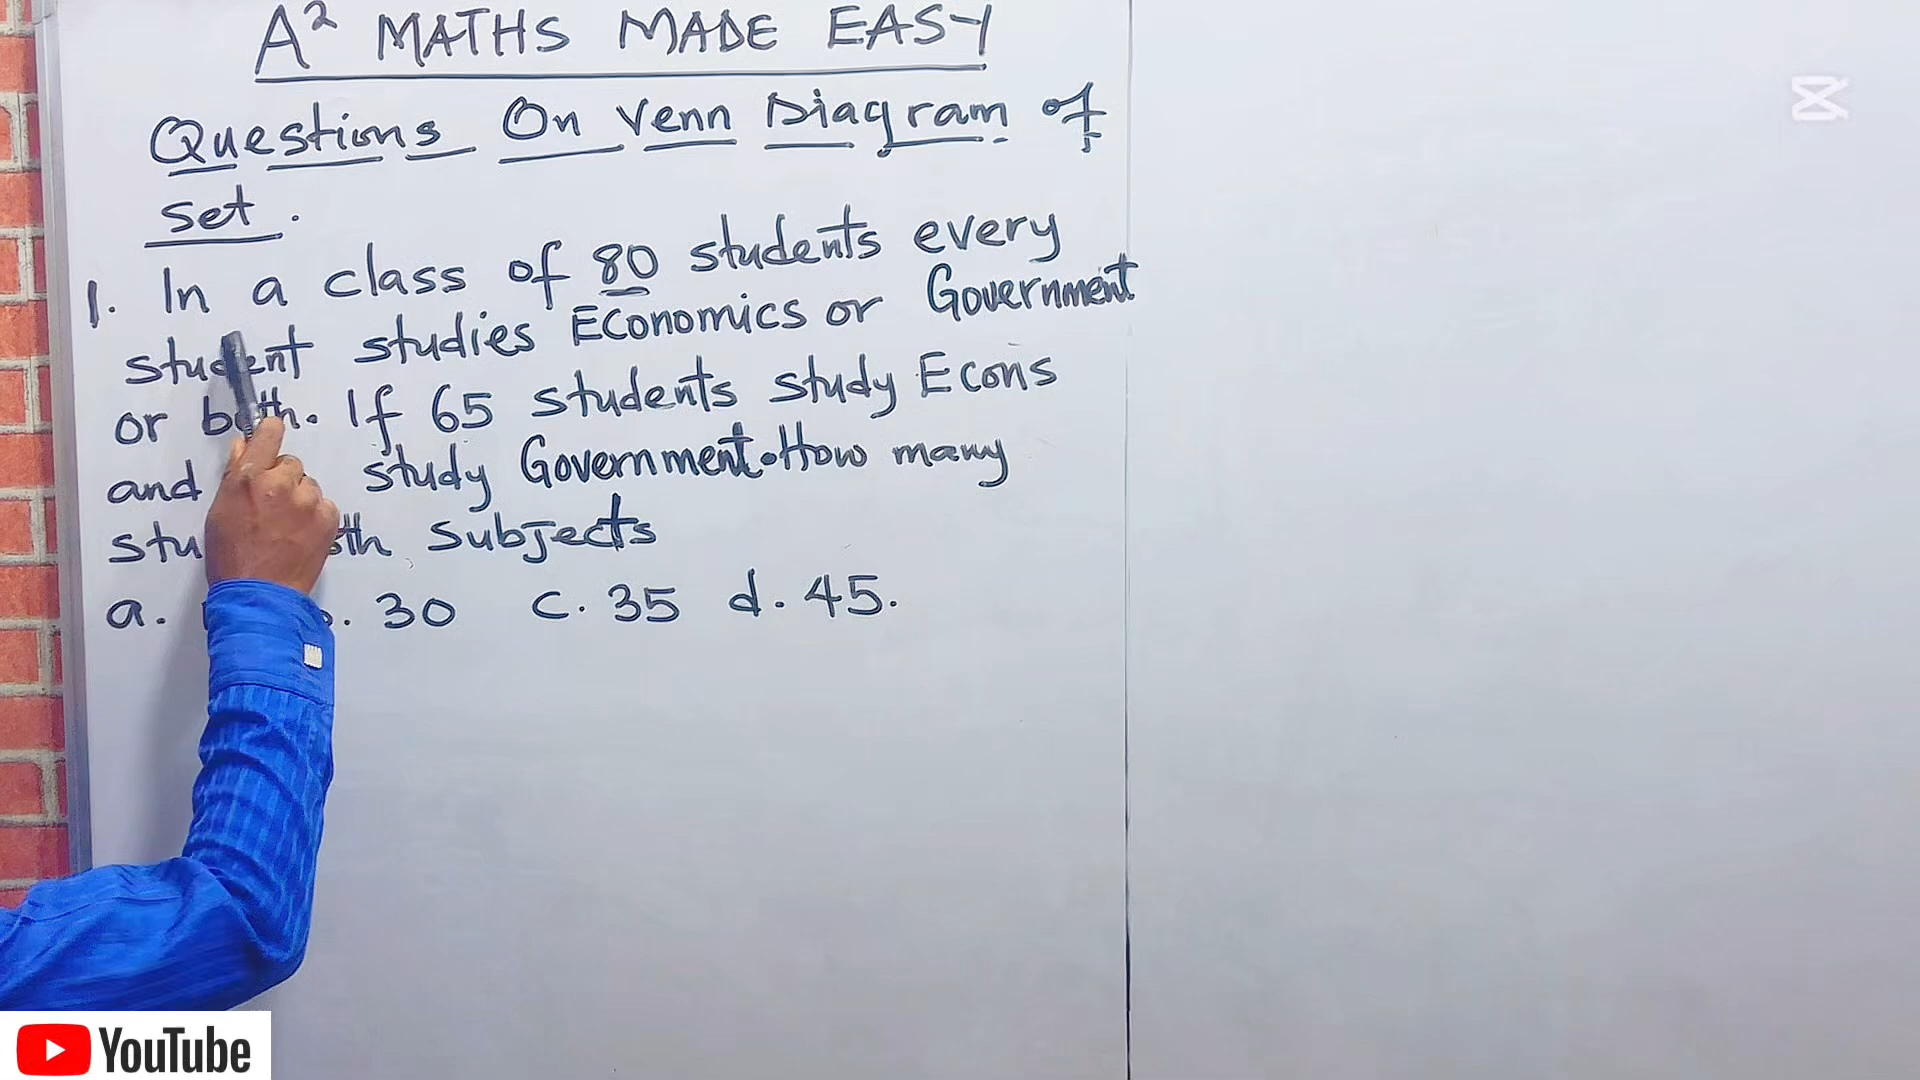 A² MATHS MADE EASY
Questions On Venn Diagram of
set.
1. In a class of 80 students every
student studies Economics or Government
or both. If 65 students study Econs
and study Government. How many
subjects
a. 30 c. 35 d. 45.
YouTube